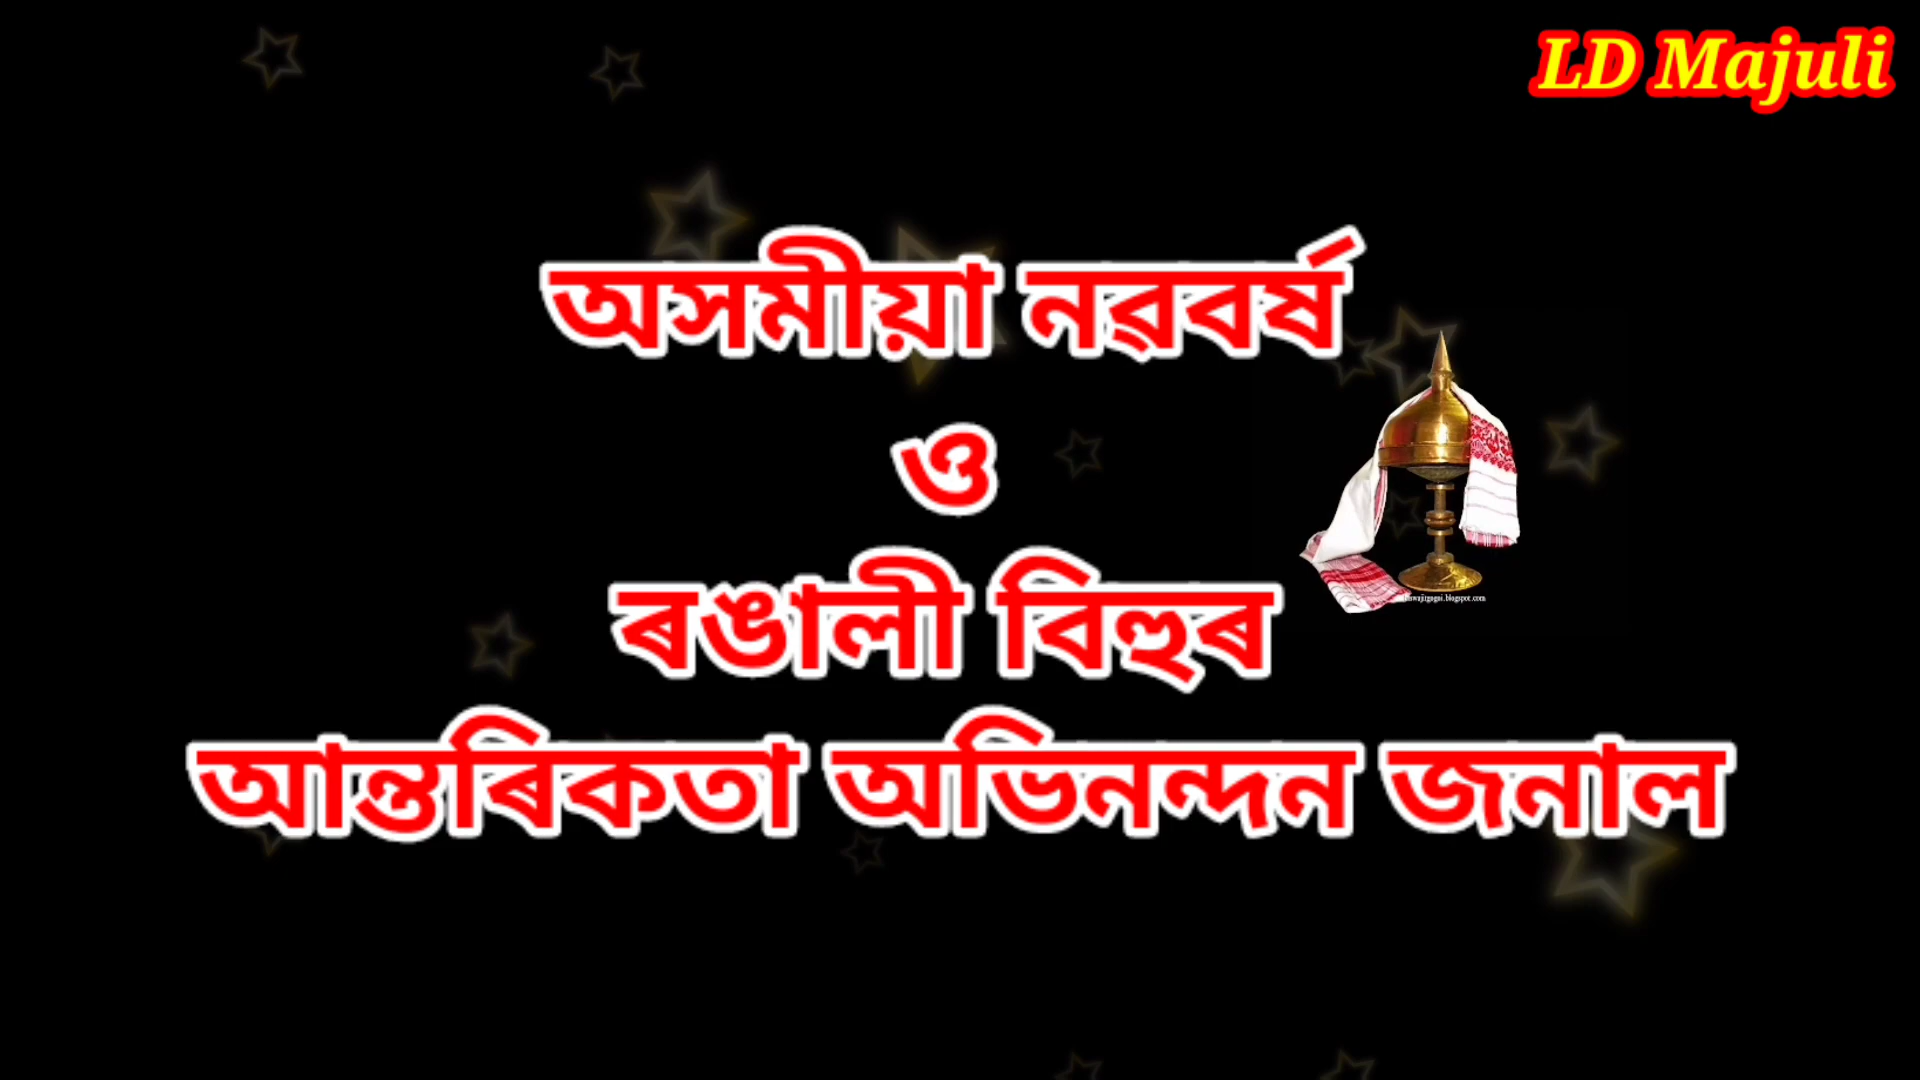 LD Majuli
অসমীয়া নৱবৰ্ষ
ও
ৰঙালী বিহুৰ
আন্তৰিকতা অভিনন্দন জনাল